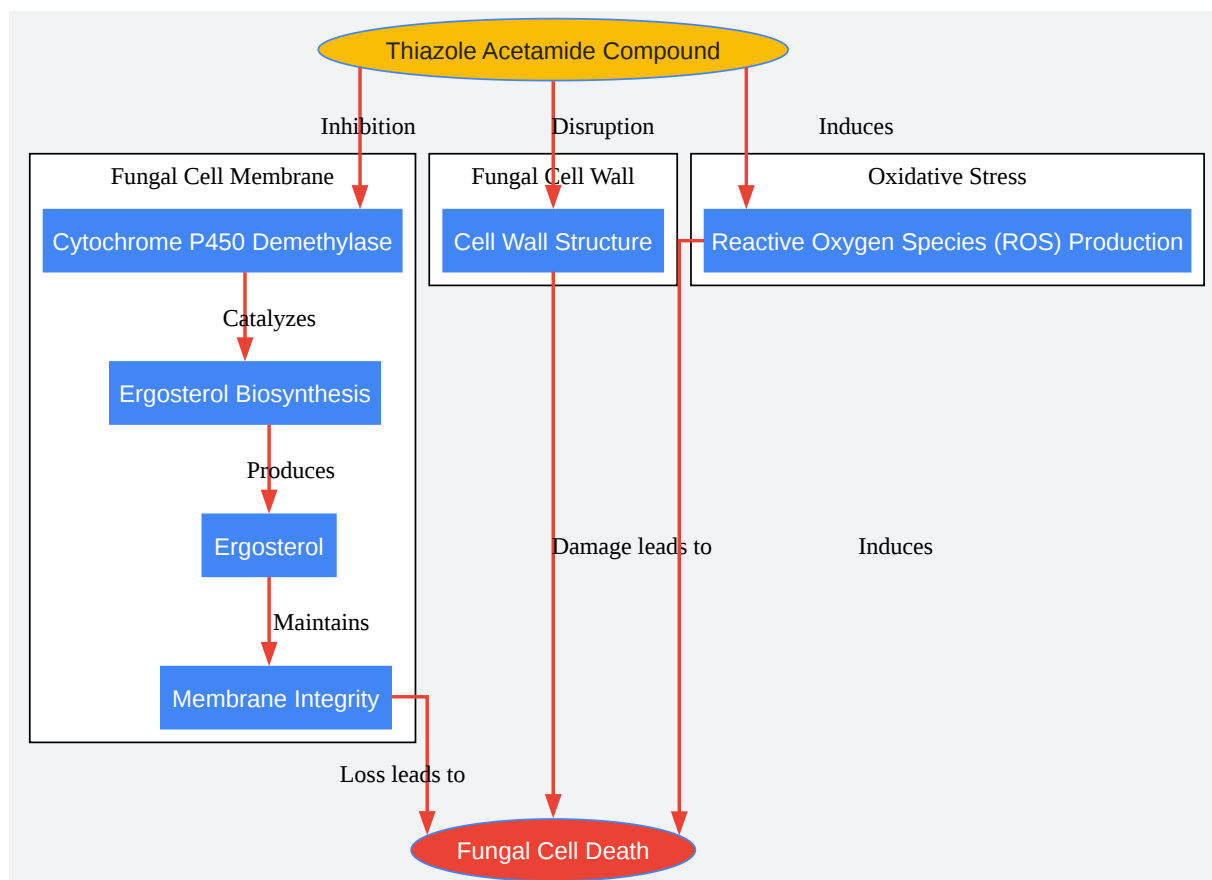 Thiazole Acetamide Compound
Inhibition
Disruption
Induces
Fungal Cell Membrane
Fungal Cell Wall
Oxidative Stress
Cytochrome P450 Demethylase
Cell Wall Structure
Reactive Oxygen Species (ROS) Production
Catalyzes
Ergosterol Biosynthesis
Produces
Ergosterol
Damage leads to
Induces
Maintains
Membrane Integrity
Loss leads to
Fungal Cell Death